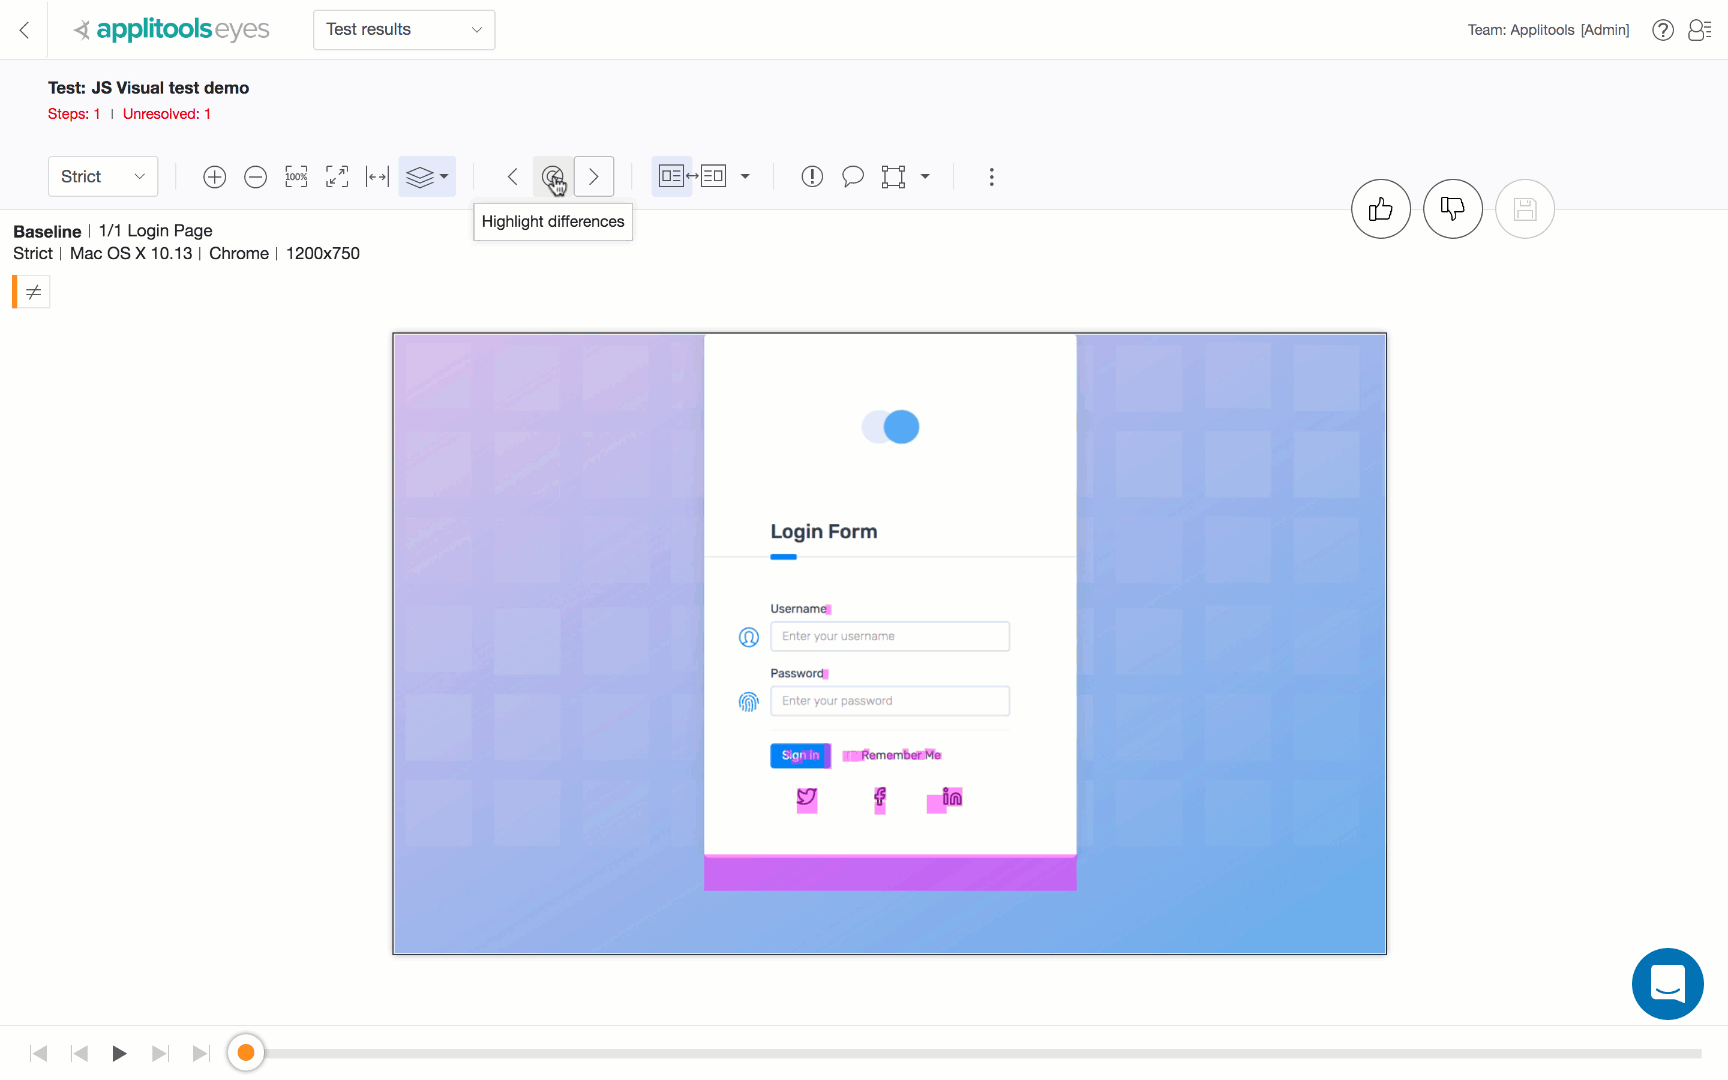 applitools eyes
Test results
Team: Applitools [Admin]
Test: JS Visual test demo
Steps: 1 | Unresolved: 1
Strict
100%
Highlight differences
Baseline | 1/1 Login Page
Strict | Mac OS X 10.13 | Chrome | 1200x750
Login Form
Username
Enter your username
Password
Enter your password
Sign In
Remember Me